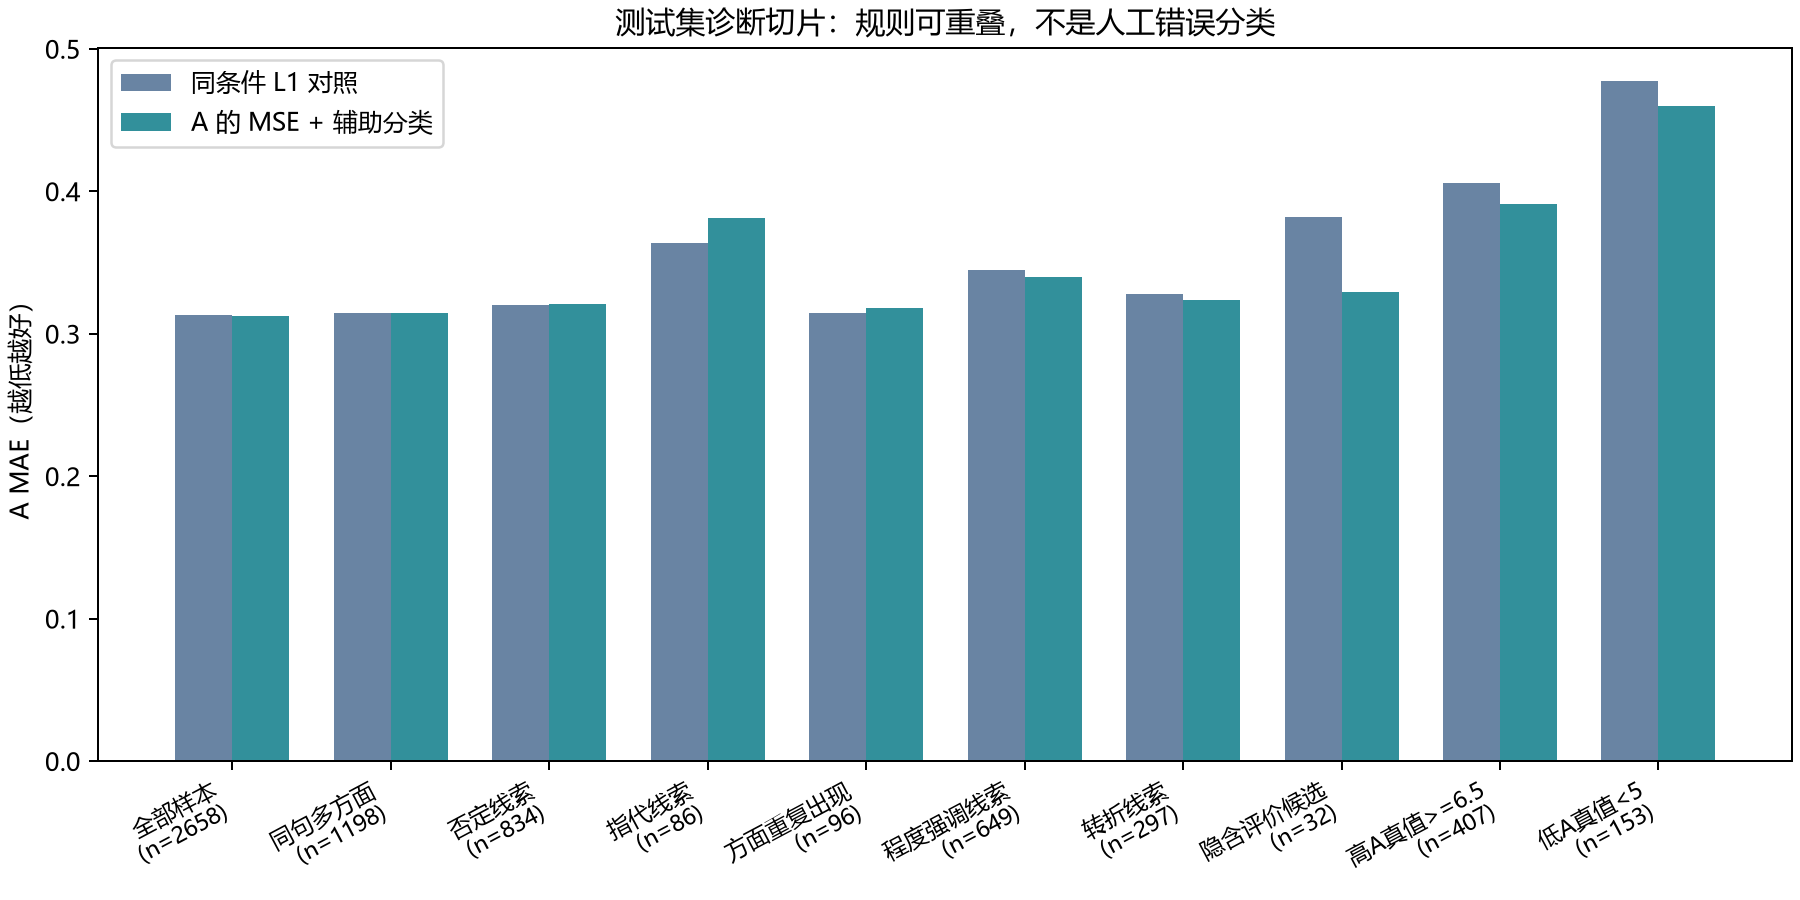 测试集诊断切片：规则可重叠，不是人工错误分类
同条件 L1 对照
A 的 MSE + 辅助分类
A MAE（越低越好）
0.5
0.4
0.3
0.2
0.1
0.0
全部样本
(n=2658)
同句多方面
(n=1198)
否定线索
(n=834)
指代线索
(n=86)
方面重复出现
(n=96)
程度强调线索
(n=649)
转折线索
(n=297)
隐含评价候选
(n=32)
高A真值>=6.5
(n=407)
低A真值<5
(n=153)